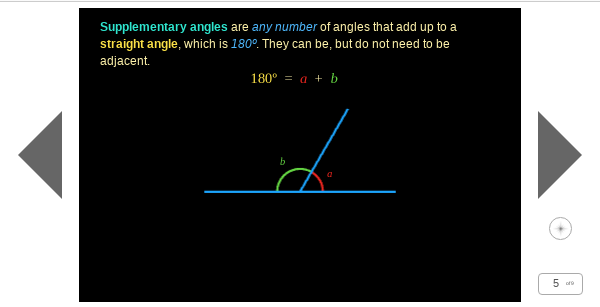 Supplementary angles are any number of angles that add up to a
straight angle, which is 180º. They can be, but do not need to be
adjacent.
180º = a + b
b
a
5 of 9